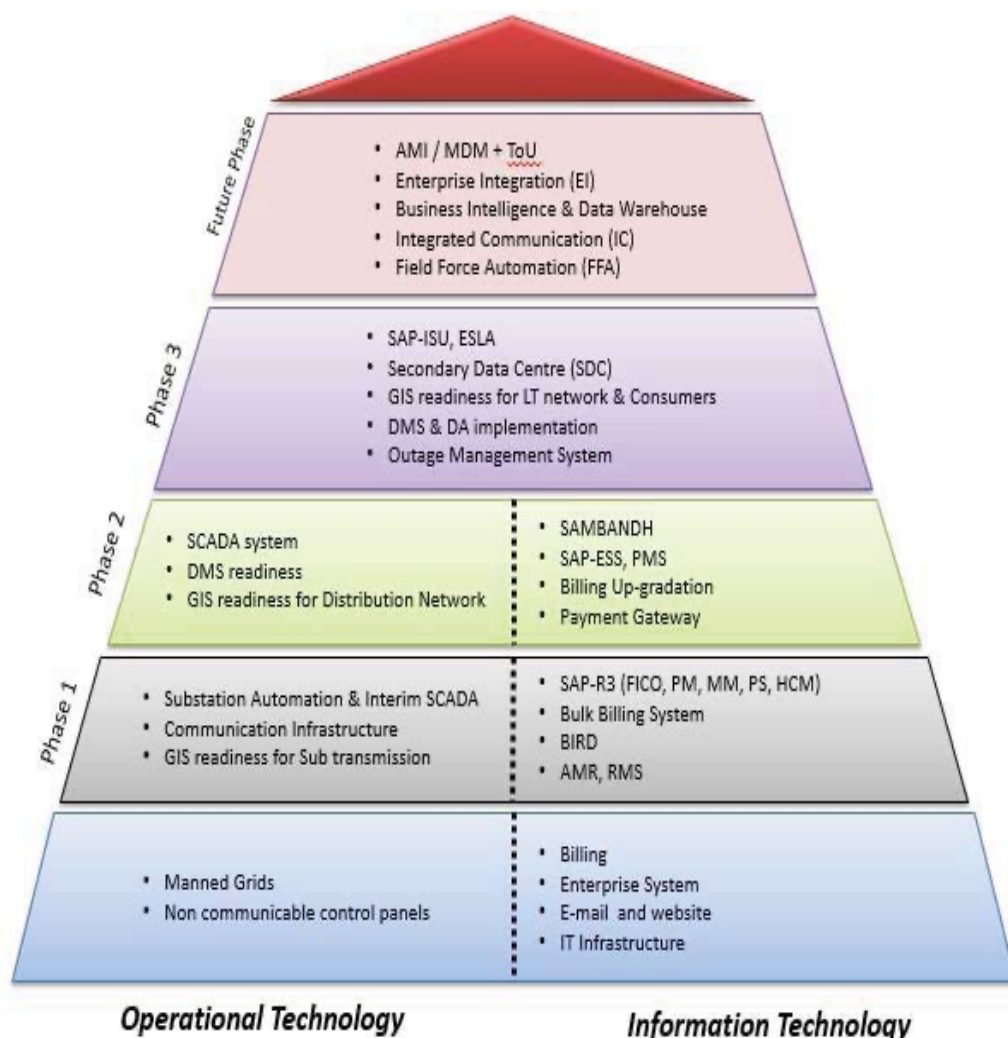 Future Phase
• AMI / MDM + ToU
• Enterprise Integration (EI)
• Business Intelligence & Data Warehouse
• Integrated Communication (IC)
• Field Force Automation (FFA)
Phase 3
• SAP-ISU, ESLA
• Secondary Data Centre (SDC)
• GIS readiness for LT network & Consumers
• DMS & DA implementation
• Outage Management System
Phase 2
• SCADA system
• DMS readiness
• GIS readiness for Distribution Network
• SAMBANDH
• SAP-ESS, PMS
• Billing Up-gradation
• Payment Gateway
Phase 1
• Substation Automation & Interim SCADA
• Communication Infrastructure
• GIS readiness for Sub transmission
• SAP-R3 (FICO, PM, MM, PS, HCM)
• Bulk Billing System
• BIRD
• AMR, RMS
• Manned Grids
• Non communicable control panels
• Billing
• Enterprise System
• E-mail and website
• IT Infrastructure
Operational Technology
Information Technology